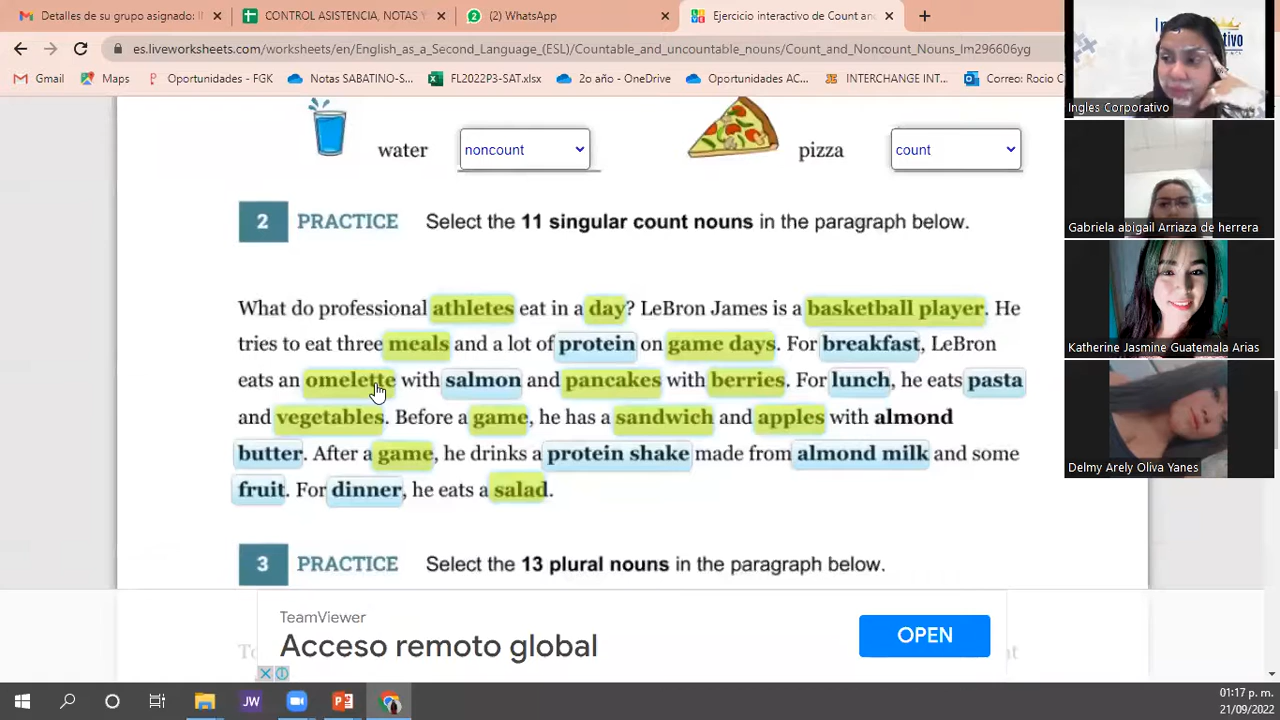 Detalles de su grupo asignado: II
CONTROL ASISTENCIA, NOTAS Y
(2) WhatsApp
Ejercicio interactivo de Count and
es.liveworksheets.com/worksheets/en/English_as_a_Second_Language_(ESL)/Countable_and_uncountable_nouns/Count_and_Noncount_Nouns_lm296606yg
Gmail
Maps
Oportunidades - FGK
Notas SABATINO-S...
FL2022P3-SAT.xlsx
2o año - OneDrive
Oportunidades AC...
INTERCHANGE INT...
Correo: Rocio C
Ingles Corporativo
Gabriela abigail Arriaza de herrera
Katherine Jasmine Guatemala Arias
Delmy Arely Oliva Yanes
water noncount pizza count
2 PRACTICE Select the 11 singular count nouns in the paragraph below.
What do professional athletes eat in a day? LeBron James is a basketball player. He
tries to eat three meals and a lot of protein on game days. For breakfast, LeBron
eats an omelette with salmon and pancakes with berries. For lunch, he eats pasta
and vegetables. Before a game, he has a sandwich and apples with almond
butter. After a game, he drinks a protein shake made from almond milk and some
fruit. For dinner, he eats a salad.
3 PRACTICE Select the 13 plural nouns in the paragraph below.
TeamViewer
Acceso remoto global
OPEN
JW
01:17 p. m.
21/09/2022